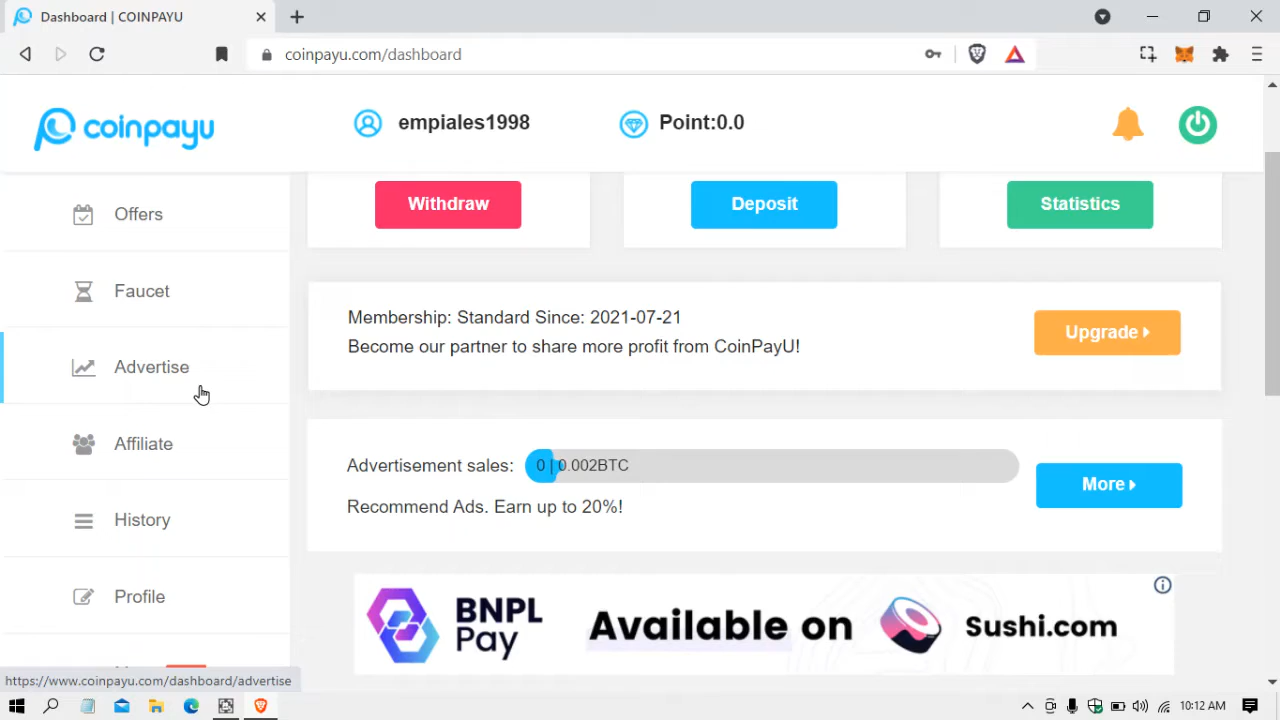 Dashboard | COINPAYU
coinpayu.com/dashboard
coinpayu
empiales1998
Point:0.0
Offers
Faucet
Advertise
Affiliate
History
Profile
Withdraw
Deposit
Statistics
Membership: Standard Since: 2021-07-21
Become our partner to share more profit from CoinPayU!
Upgrade
Advertisement sales:
0 | 0.002BTC
Recommend Ads. Earn up to 20%!
More
BNPL
Pay
Available on
Sushi.com
https://www.coinpayu.com/dashboard/advertise
10:12 AM